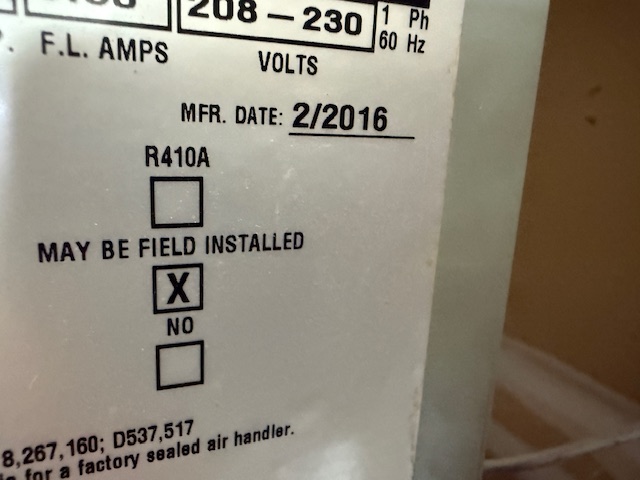 208 – 230
1 Ph
60 Hz
F.L. AMPS
VOLTS
MFR. DATE: 2/2016
R410A
MAY BE FIELD INSTALLED
X
NO
8,267,160; D537,517
for a factory sealed air handler.